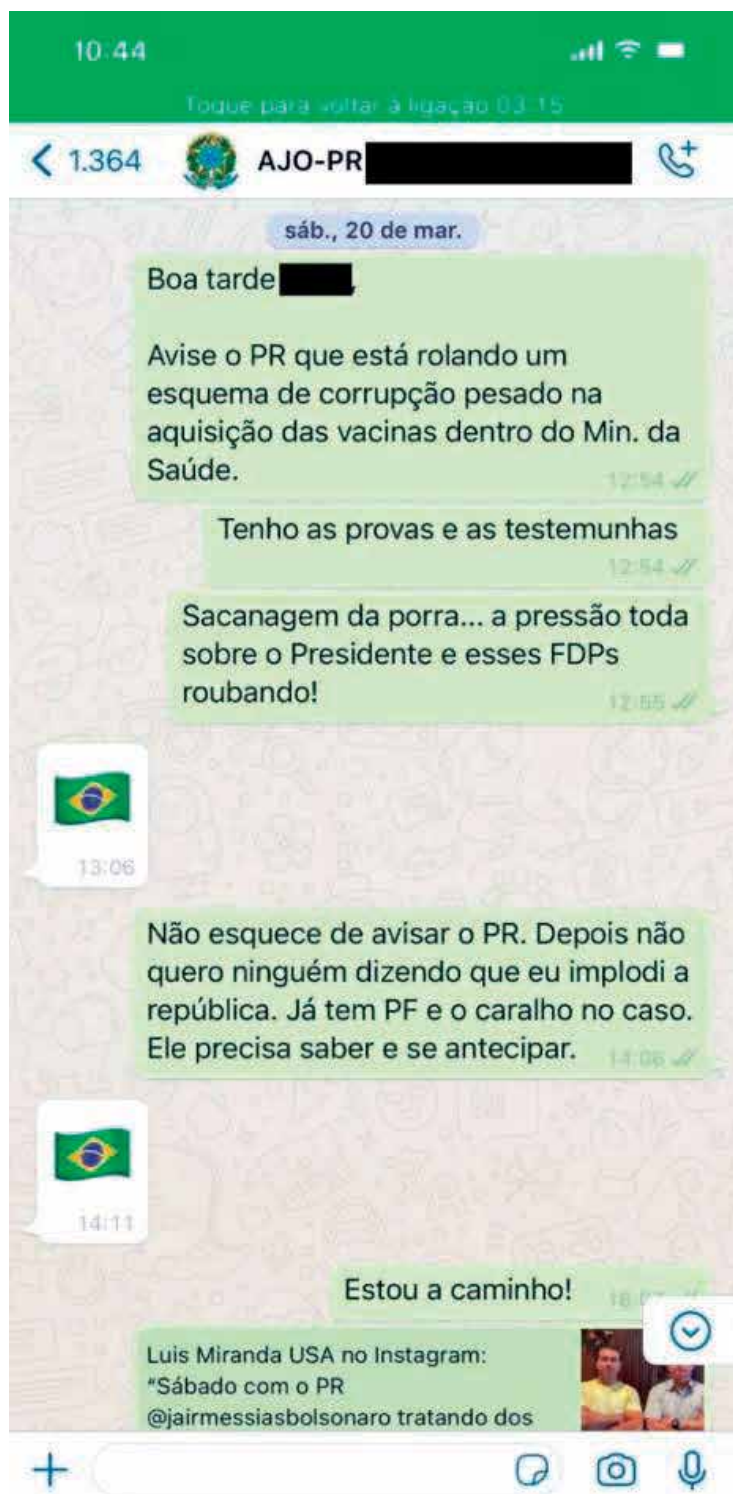 10:44
Toque para voltar à ligação 03:15
1.364 AJO-PR
sáb., 20 de mar.
Boa tarde ,
Avise o PR que está rolando um
esquema de corrupção pesado na
aquisição das vacinas dentro do Min. da
Saúde.
12:54
Tenho as provas e as testemunhas
12:54
Sacanagem da porra... a pressão toda
sobre o Presidente e esses FDPs
roubando!
12:55
13:06
Não esquece de avisar o PR. Depois não
quero ninguém dizendo que eu implodi a
república. Já tem PF e o caralho no caso.
Ele precisa saber e se antecipar.
14:06
14:11
Estou a caminho!
Luis Miranda USA no Instagram:
“Sábado com o PR
@jairmessiasbolsonaro tratando dos